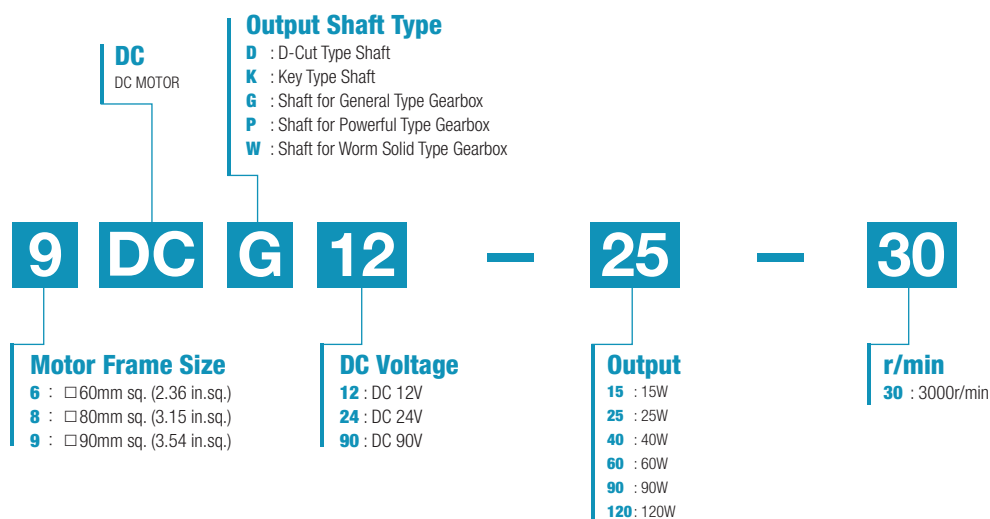 Output Shaft Type
D : D-Cut Type Shaft
K : Key Type Shaft
G : Shaft for General Type Gearbox
P : Shaft for Powerful Type Gearbox
W : Shaft for Worm Solid Type Gearbox
DC
DC MOTOR
9 DC G 12 — 25 — 30
Motor Frame Size
6 : □60mm sq. (2.36 in.sq.)
8 : □80mm sq. (3.15 in.sq.)
9 : □90mm sq. (3.54 in.sq.)
DC Voltage
12 : DC 12V
24 : DC 24V
90 : DC 90V
Output
15 : 15W
25 : 25W
40 : 40W
60 : 60W
90 : 90W
120 : 120W
r/min
30 : 3000r/min